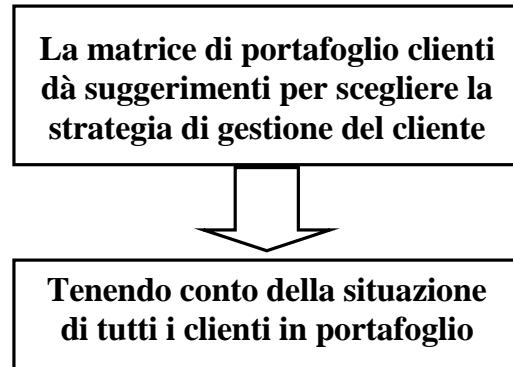 La matrice di portafoglio clienti
dà suggerimenti per scegliere la
strategia di gestione del cliente
Tenendo conto della situazione
di tutti i clienti in portafoglio